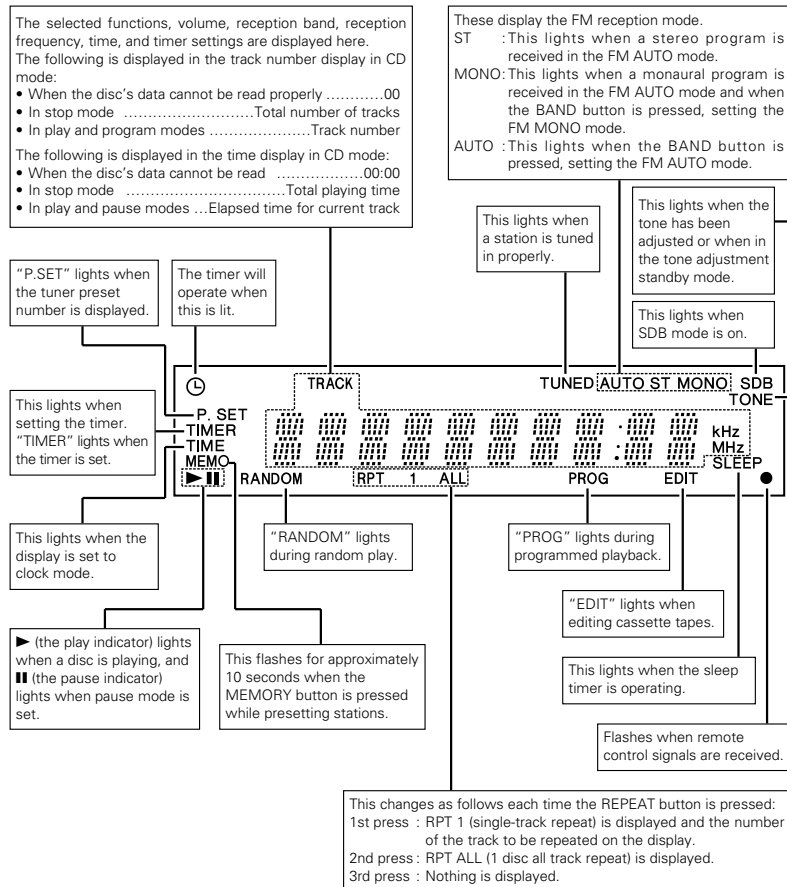 The selected functions, volume, reception band, reception
frequency, time, and timer settings are displayed here.
The following is displayed in the track number display in CD
mode:
• When the disc's data cannot be read properly ............00
• In stop mode ..........................Total number of tracks
• In play and program modes ....................Track number
The following is displayed in the time display in CD mode:
• When the disc's data cannot be read .................00:00
• In stop mode ................................Total playing time
• In play and pause modes ...Elapsed time for current track
These display the FM reception mode.
ST : This lights when a stereo program is
received in the FM AUTO mode.
MONO: This lights when a monaural program is
received in the FM AUTO mode and when
the BAND button is pressed, setting the
FM MONO mode.
AUTO : This lights when the BAND button is
pressed, setting the FM AUTO mode.
This lights when
a station is tuned
in properly.
This lights when the
tone has been
adjusted or when in
the tone adjustment
standby mode.
"P.SET" lights when
the tuner preset
number is displayed.
The timer will
operate when
this is lit.
This lights when
SDB mode is on.
TRACK
TUNED AUTO ST MONO SDB
TONE
P. SET
TIMER
TIME
MEMO
kHz
MHz
SLEEP
►II RANDOM RPT 1 ALL PROG EDIT ●
This lights when
setting the timer.
"TIMER" lights when
the timer is set.
This lights when the
display is set to
clock mode.
"RANDOM" lights
during random play.
"PROG" lights during
programmed playback.
"EDIT" lights when
editing cassette tapes.
► (the play indicator) lights
when a disc is playing, and
II (the pause indicator)
lights when pause mode is
set.
This flashes for approximately
10 seconds when the
MEMORY button is pressed
while presetting stations.
This lights when the sleep
timer is operating.
Flashes when remote
control signals are received.
This changes as follows each time the REPEAT button is pressed:
1st press : RPT 1 (single-track repeat) is displayed and the number
of the track to be repeated on the display.
2nd press : RPT ALL (1 disc all track repeat) is displayed.
3rd press : Nothing is displayed.